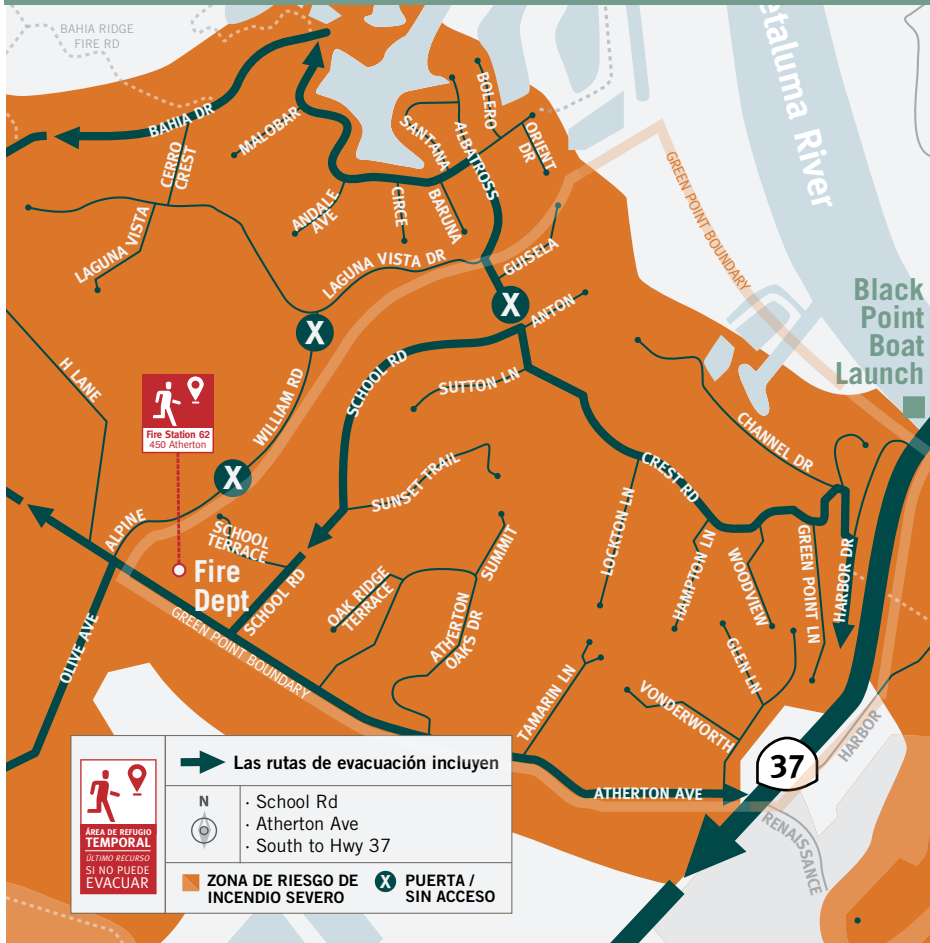 BAHIA RIDGE
FIRE RD
etaluma River
BOLERO
BAHIA DR
MALOBAR
SANTANA
ALBATROSS
ORIENT
DR
CERRO
CREST
GREEN POINT BOUNDARY
ANDALE
AVE
CIRCE
BARUNA
LAGUNA VISTA
LAGUNA VISTA DR
GUISELA
Black
Point
Boat
Launch
X
X
ANTON
H LANE
SCHOOL RD
SUTTON LN
WILLIAM RD
Fire Station 62
450 Atherton
CHANNEL DR
X
SUNSET TRAIL
CREST RD
ALPINE
SCHOOL
TERRACE
SUMMIT
LOCKTON LN
HAMPTON LN
WOODVIEW
GREEN POINT LN
HARBOR DR
Fire
Dept
SCHOOL RD
OAK RIDGE
TERRACE
ATHERTON
OAKS DR
GREEN POINT BOUNDARY
OLIVE AVE
TAMARIN LN
GLEN LN
VONDERWORTH
HARBOR
37
ATHERTON AVE
RENAISSANCE
ÁREA DE REFUGIO
TEMPORAL
ÚLTIMO RECURSO
SI NO PUEDE
EVACUAR
Las rutas de evacuación incluyen
N
· School Rd
· Atherton Ave
· South to Hwy 37
ZONA DE RIESGO DE
INCENDIO SEVERO
X
PUERTA /
SIN ACCESO